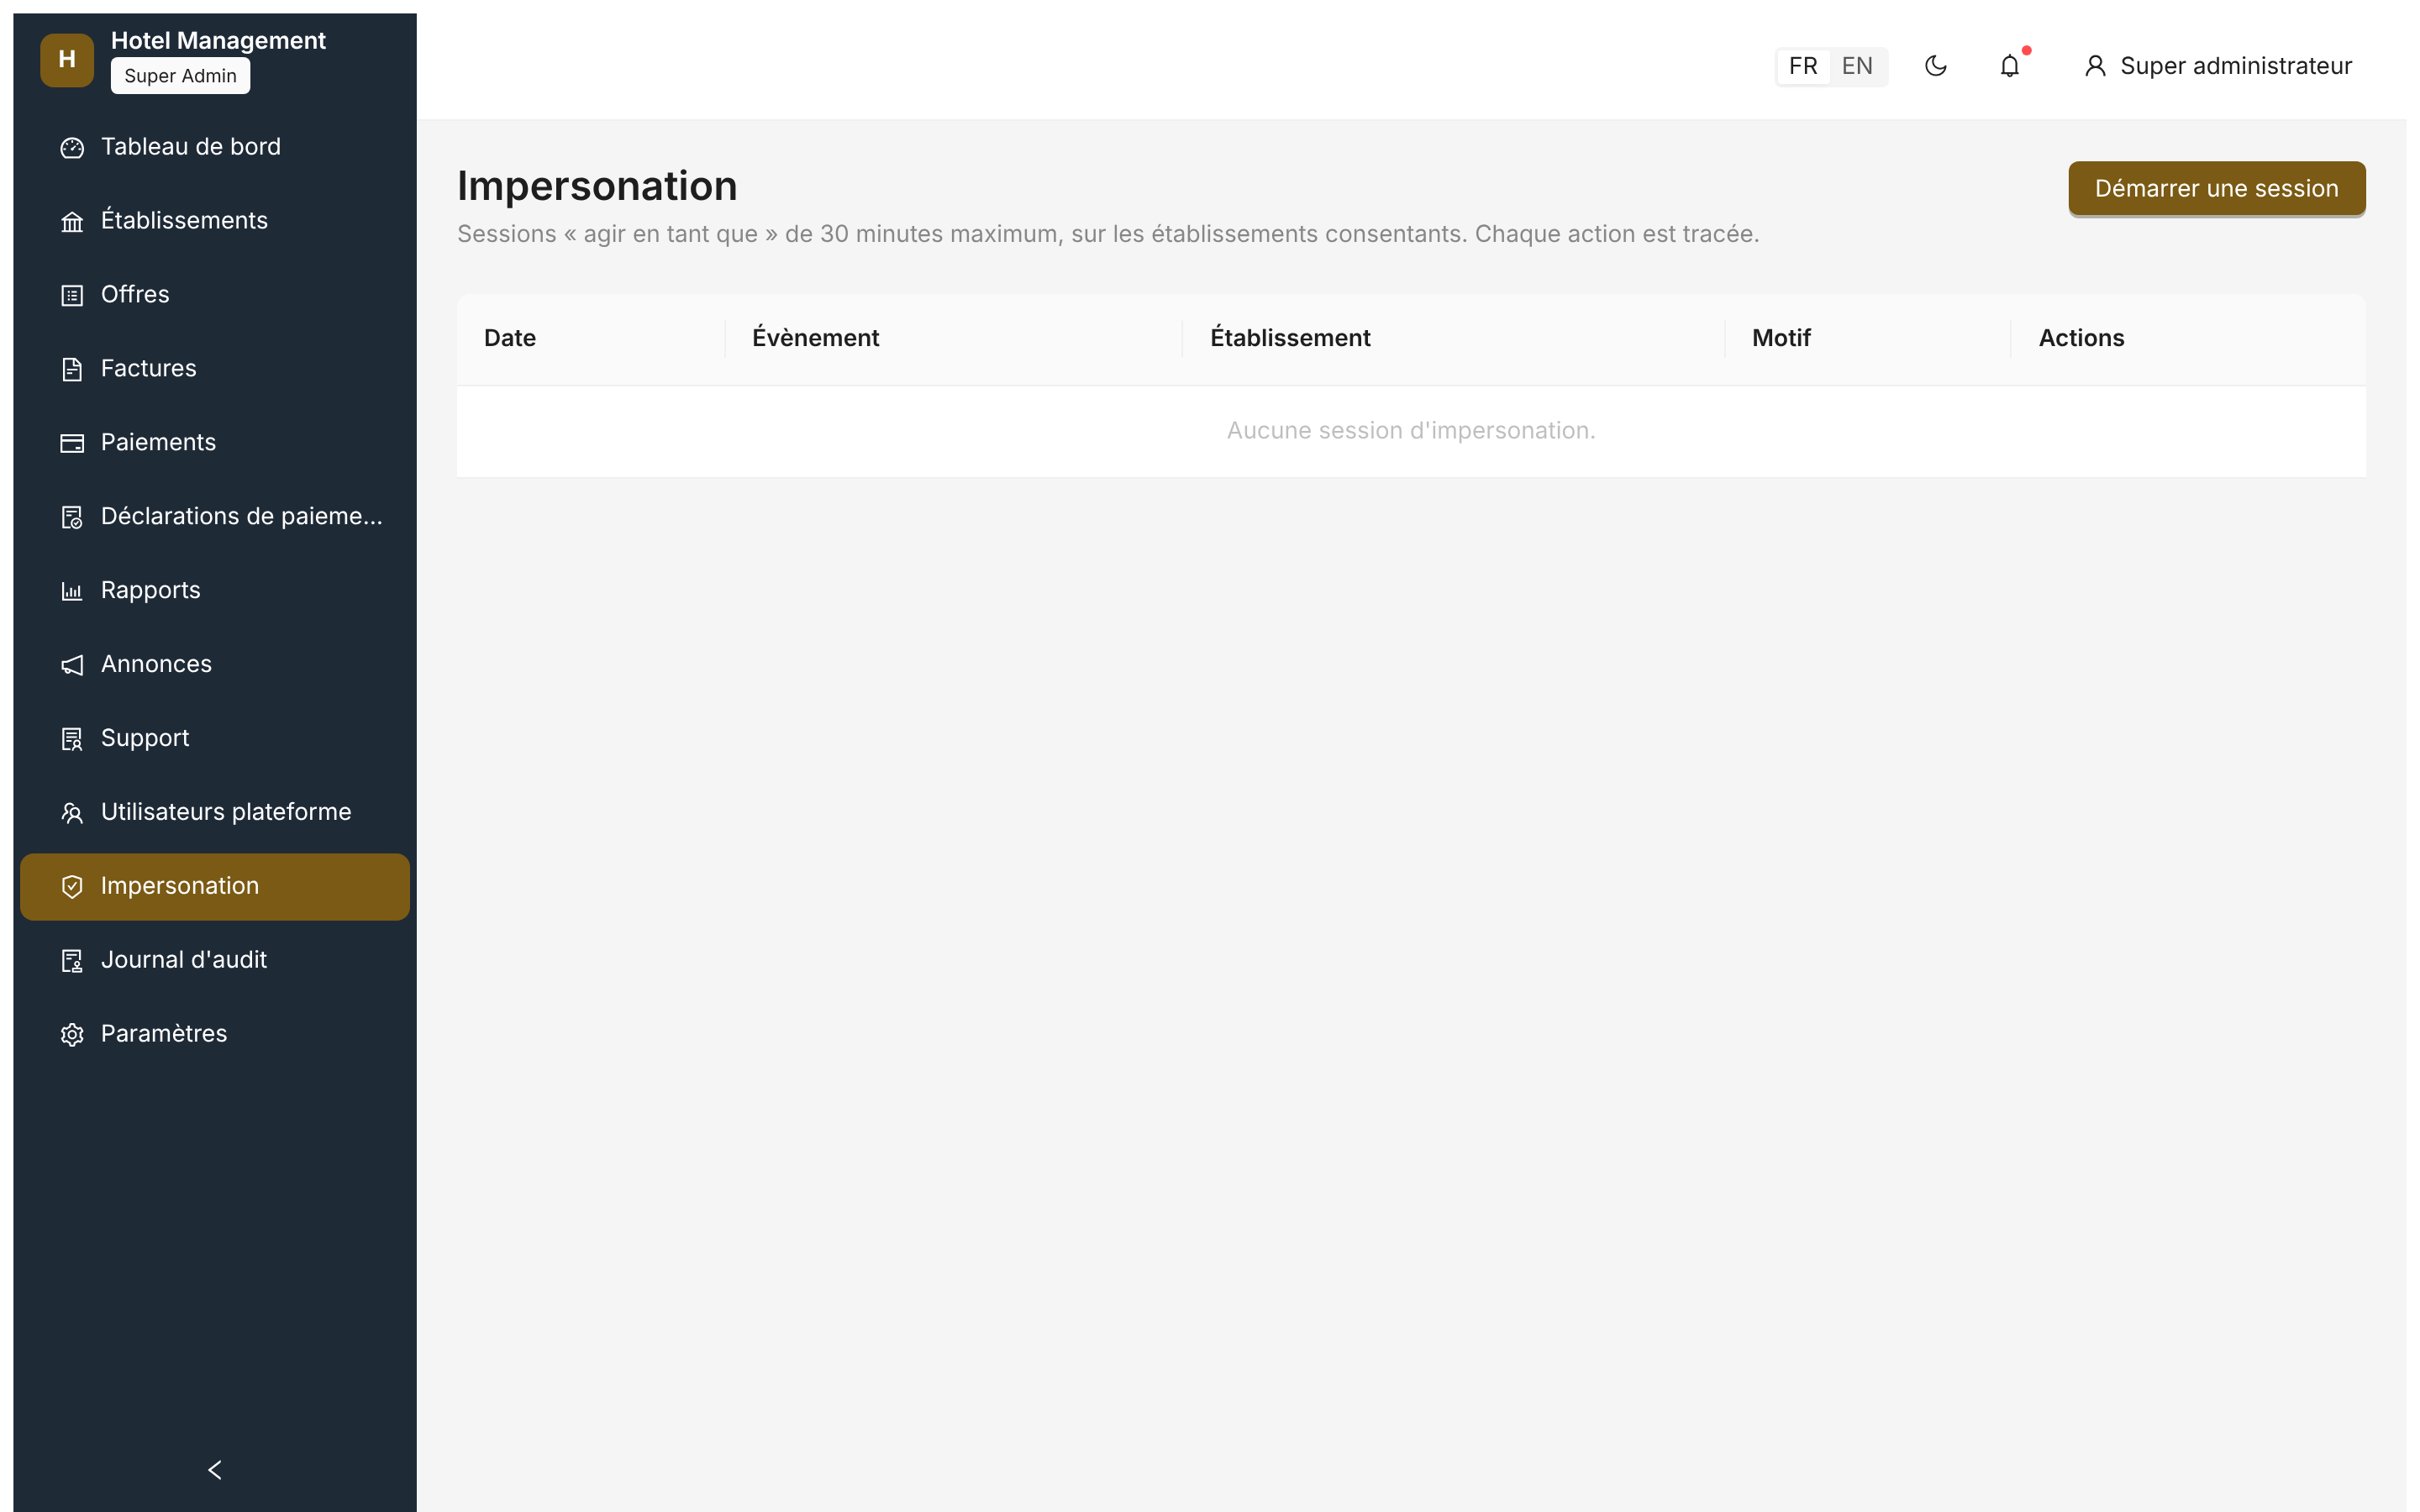 H
Hotel Management
Super Admin
Tableau de bord
Établissements
Offres
Factures
Paiements
Déclarations de paieme...
Rapports
Annonces
Support
Utilisateurs plateforme
Impersonation
Journal d'audit
Paramètres
FR EN
Super administrateur
Impersonation
Démarrer une session
Sessions « agir en tant que » de 30 minutes maximum, sur les établissements consentants. Chaque action est tracée.
Date Évènement Établissement Motif Actions
Aucune session d'impersonation.